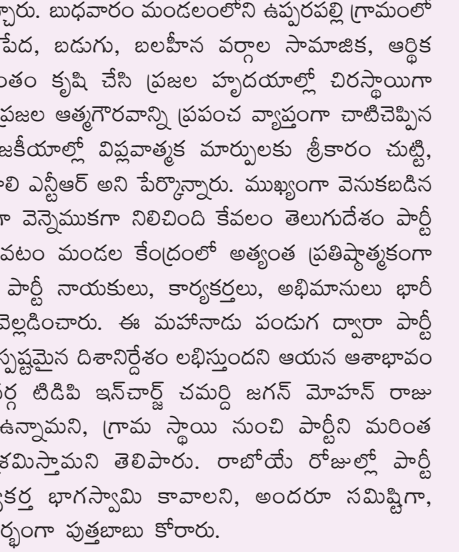 చ్చారు. బుధవారం మండలంలోని ఉప్పరపల్లి గ్రామంలో
పేద, బడుగు, బలహీన వర్గాల సామాజిక, ఆర్థిక
ంతం కృషి చేసి ప్రజల హృదయాల్లో చిరస్థాయిగా
ప్రజల ఆత్మగౌరవాన్ని ప్రపంచ వ్యాప్తంగా చాటిచెప్పిన
జకీయాల్లో విప్లవాత్మక మార్పులకు శ్రీకారం చుట్టి,
లి ఎన్టీఆర్ అని పేర్కొన్నారు. ముఖ్యంగా వెనుకబడిన
గా వెన్నెముకగా నిలిచింది కేవలం తెలుగుదేశం పార్టీ
వటం మండల కేంద్రంలో అత్యంత ప్రతిష్ఠాత్మకంగా
పార్టీ నాయకులు, కార్యకర్తలు, అభిమానులు భారీ
వెల్లడించారు. ఈ మహానాడు పండుగ ద్వారా పార్టీ
స్పష్టమైన దిశానిర్దేశం లభిస్తుందని ఆయన ఆశాభావం
ర్గ టిడిపి ఇన్‌చార్జ్ చమర్ది జగన్ మోహన్ రాజు
ఉన్నామని, గ్రామ స్థాయి నుంచి పార్టీని మరింత
శ్రమిస్తామని తెలిపారు. రాబోయే రోజుల్లో పార్టీ
్యకర్త భాగస్వామి కావాలని, అందరూ సమిష్టిగా,
ర్భంగా పుత్తబాబు కోరారు.